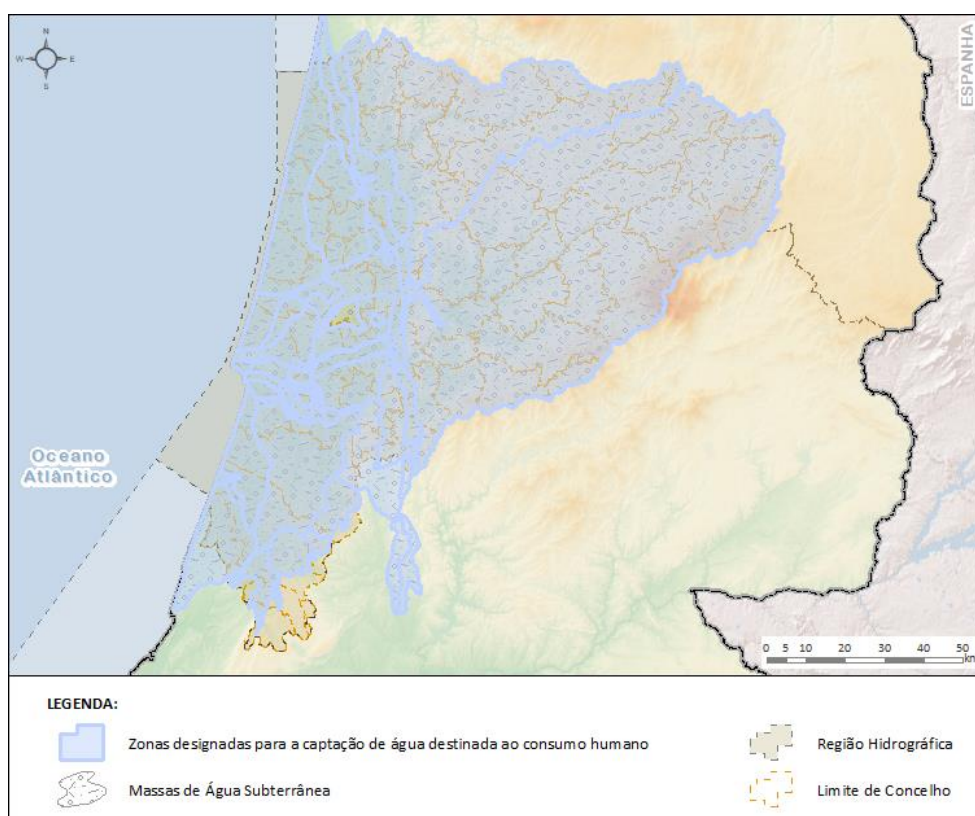 N
W E
S
ESPANHA
Oceano
Atlântico
0 5 10 20 30 40 50
km
LEGENDA:
Zonas designadas para a captação de água destinada ao consumo humano
Região Hidrográfica
Massas de Água Subterrânea
Limite de Concelho